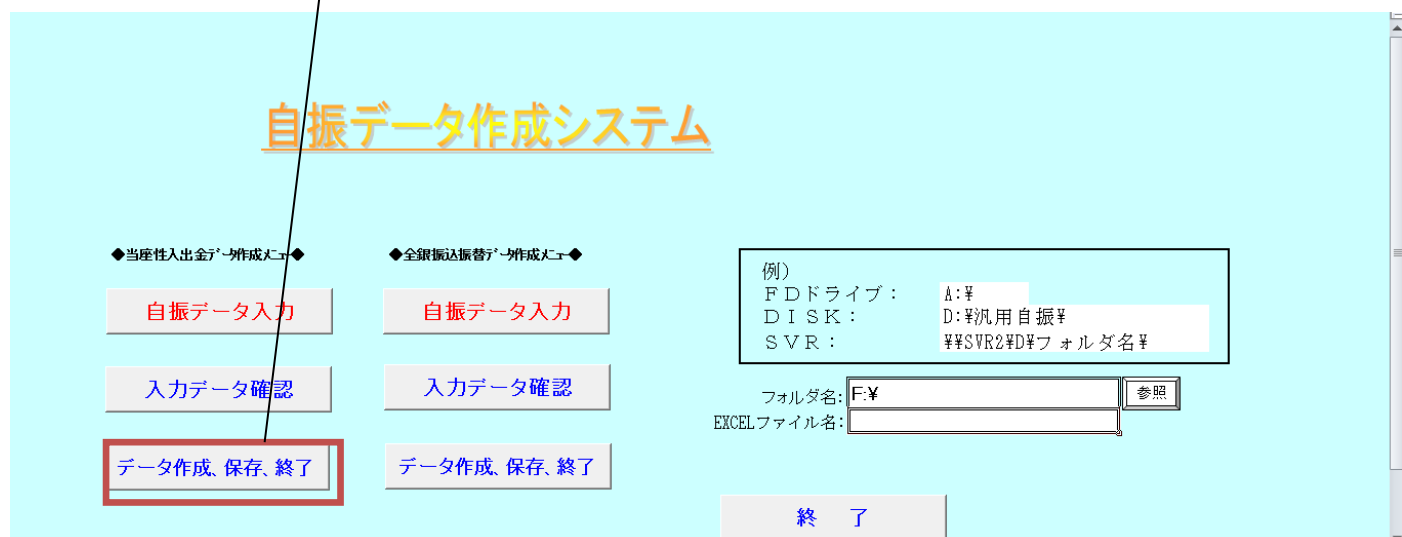 自振データ作成システム
◆当座性入出金ﾃﾞｰﾀ作成ﾒﾆｭｰ◆
自振データ入力
入力データ確認
データ作成、保存、終了
◆全銀振込振替ﾃﾞｰﾀ作成ﾒﾆｭｰ◆
自振データ入力
入力データ確認
データ作成、保存、終了
例）
ＦＤドライブ： A:¥
ＤＩＳＫ： D:¥汎用自振¥
ＳＶＲ： ¥¥SVR2¥D¥フォルダ名¥
フォルダ名: F:¥ 参照
EXCELファイル名:
終 了